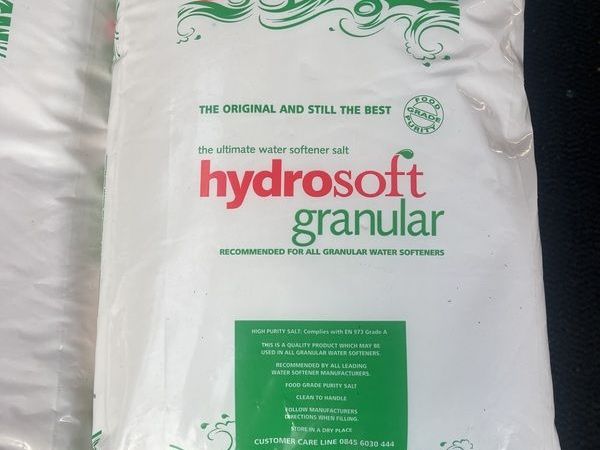 THE ORIGINAL AND STILL THE BEST
FOOD
GRADE
PURITY
the ultimate water softener salt
hydrosoft
granular
RECOMMENDED FOR ALL GRANULAR WATER SOFTENERS
HIGH PURITY SALT: Complies with EN 973 Grade A
THIS IS A QUALITY PRODUCT WHICH MAY BE
USED IN ALL GRANULAR WATER SOFTENERS.
RECOMMENDED BY ALL LEADING
WATER SOFTENER MANUFACTURERS.
FOOD GRADE PURITY SALT
CLEAN TO HANDLE
FOLLOW MANUFACTURERS
DIRECTIONS WHEN FILLING.
STORE IN A DRY PLACE
CUSTOMER CARE LINE 0845 6030 444